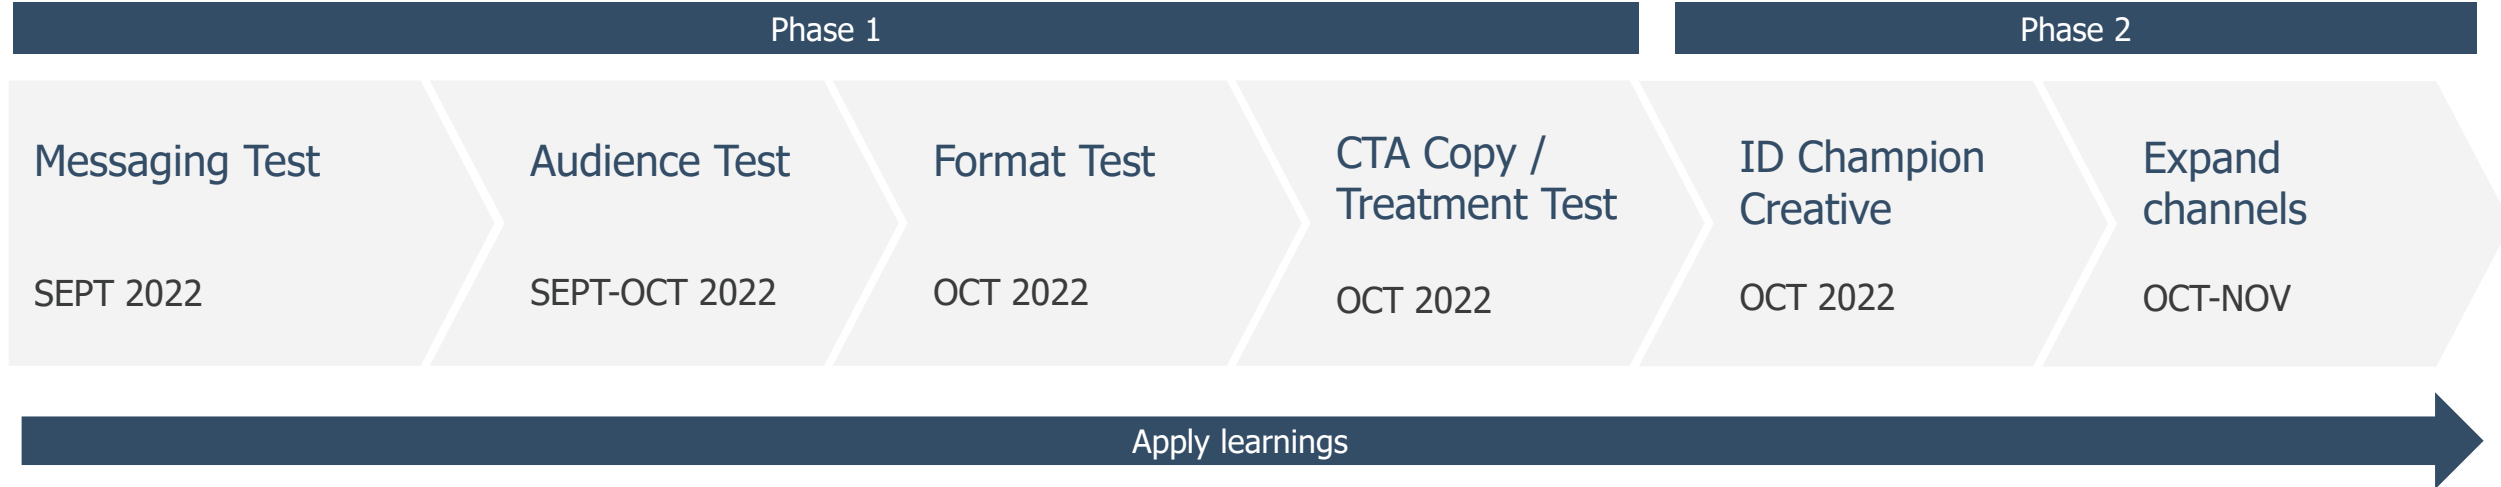 Phase 1
Phase 2
Messaging Test
SEPT 2022
Audience Test
SEPT-OCT 2022
Format Test
OCT 2022
CTA Copy /
Treatment Test
OCT 2022
ID Champion
Creative
OCT 2022
Expand
channels
OCT-NOV
Apply learnings